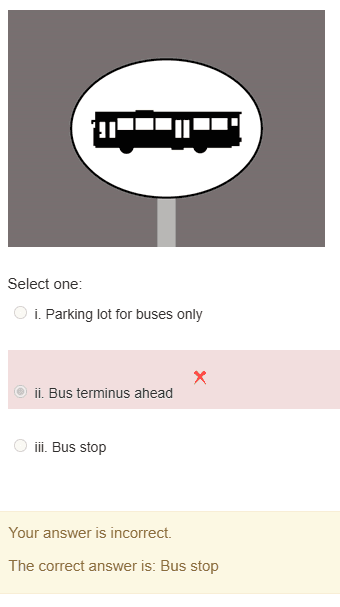 Select one:
i. Parking lot for buses only
ii. Bus terminus ahead
iii. Bus stop
Your answer is incorrect.
The correct answer is: Bus stop